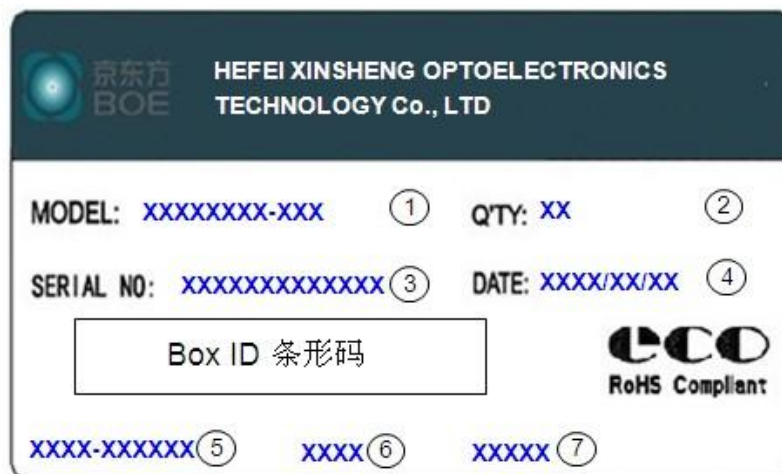 京东方
BOE
HEFEI XINSHENG OPTOELECTRONICS
TECHNOLOGY Co., LTD
MODEL: XXXXXXXX-XXX ① Q'TY: XX ②
SERIAL NO: XXXXXXXXXXXXX ③ DATE: XXXX/XX/XX ④
Box ID 条形码
eco
RoHS Compliant
XXXX-XXXXXX ⑤ XXXX ⑥ XXXXX ⑦